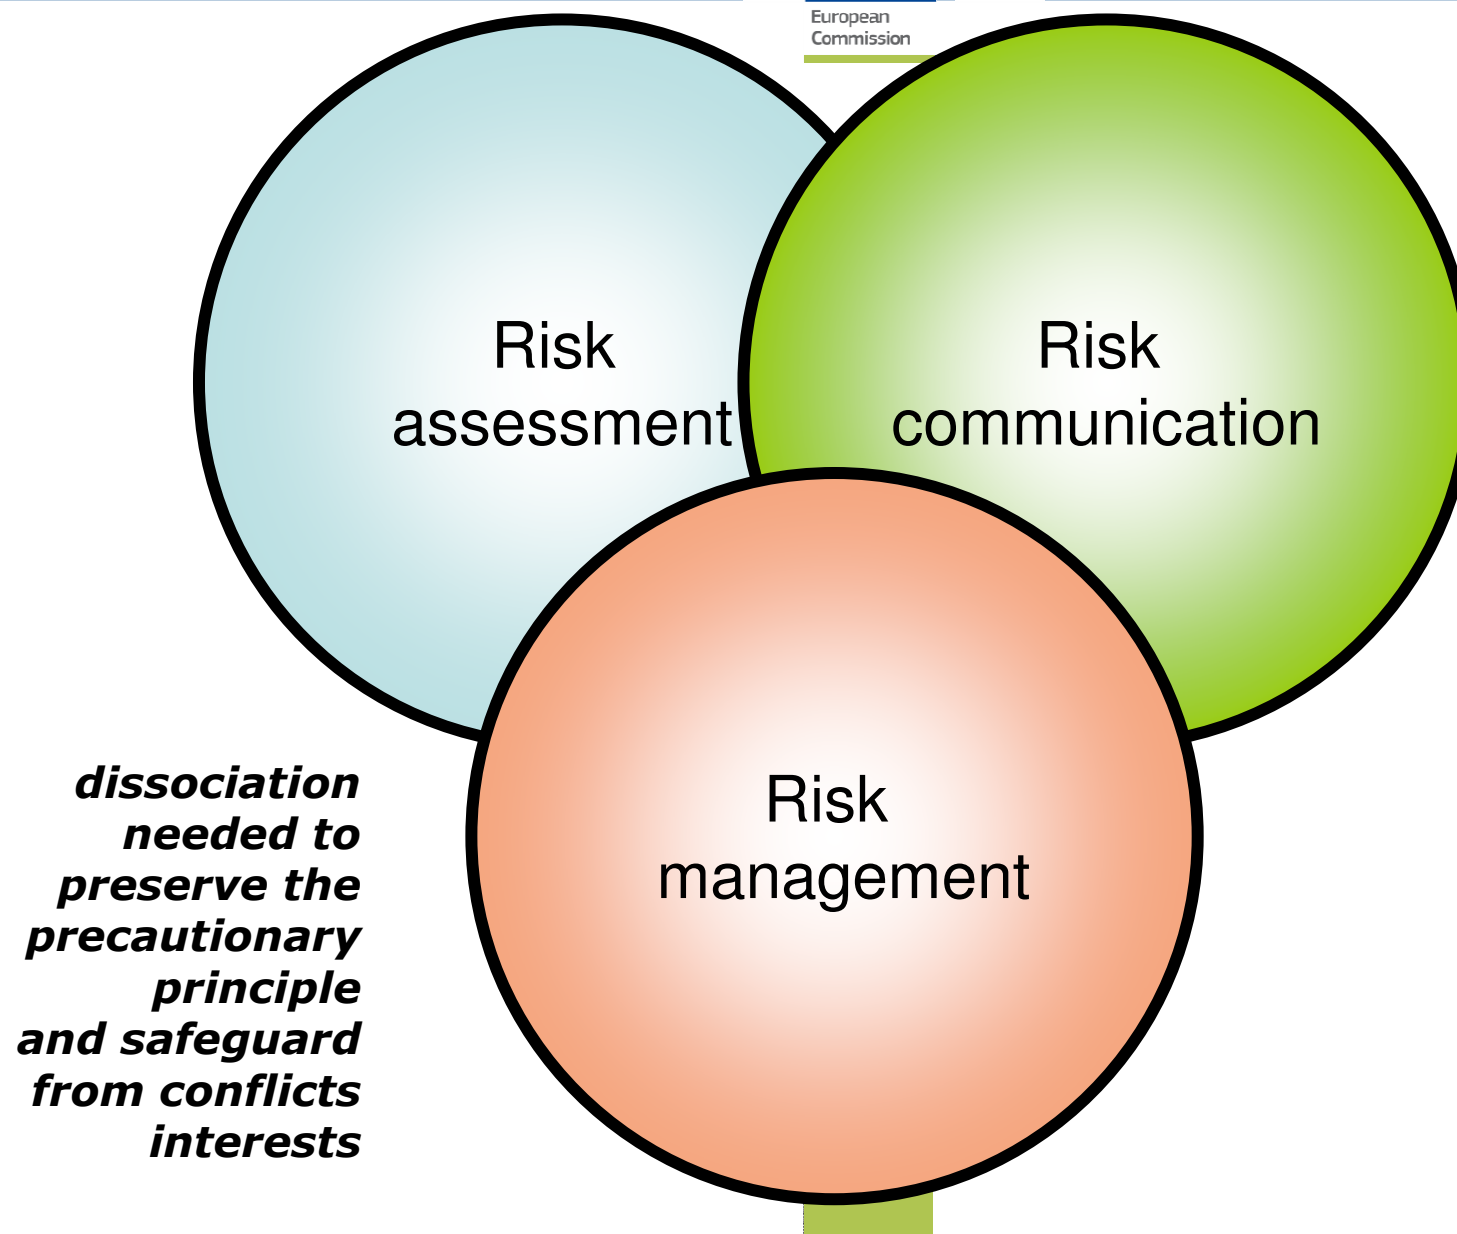 European
Commission
Risk
assessment
Risk
communication
Risk
management
dissociation
needed to
preserve the
precautionary
principle
and safeguard
from conflicts
interests